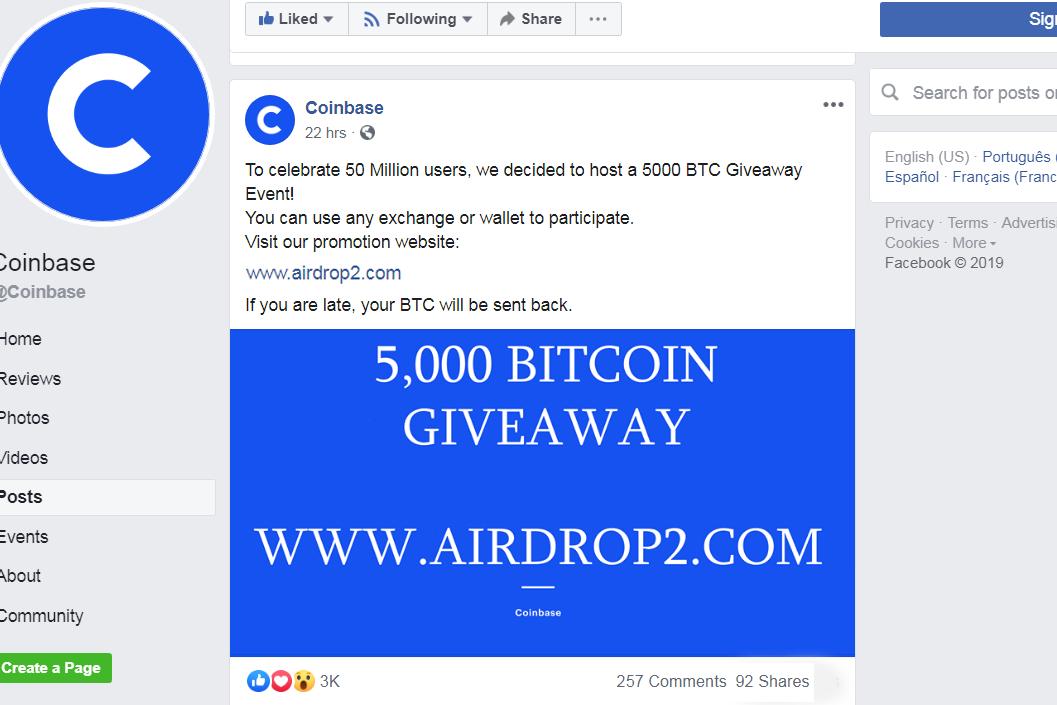 Liked
Following
Share
Sig
Coinbase
22 hrs ·
To celebrate 50 Million users, we decided to host a 5000 BTC Giveaway
Event!
You can use any exchange or wallet to participate.
Visit our promotion website:
www.airdrop2.com
If you are late, your BTC will be sent back.
5,000 BITCOIN
GIVEAWAY
WWW.AIRDROP2.COM
Coinbase
3K
257 Comments 92 Shares
Coinbase
@Coinbase
Home
Reviews
Photos
Videos
Posts
Events
About
Community
Create a Page
Search for posts o
English (US) · Português
Español · Français (Franc
Privacy · Terms · Advertis
Cookies · More
Facebook © 2019